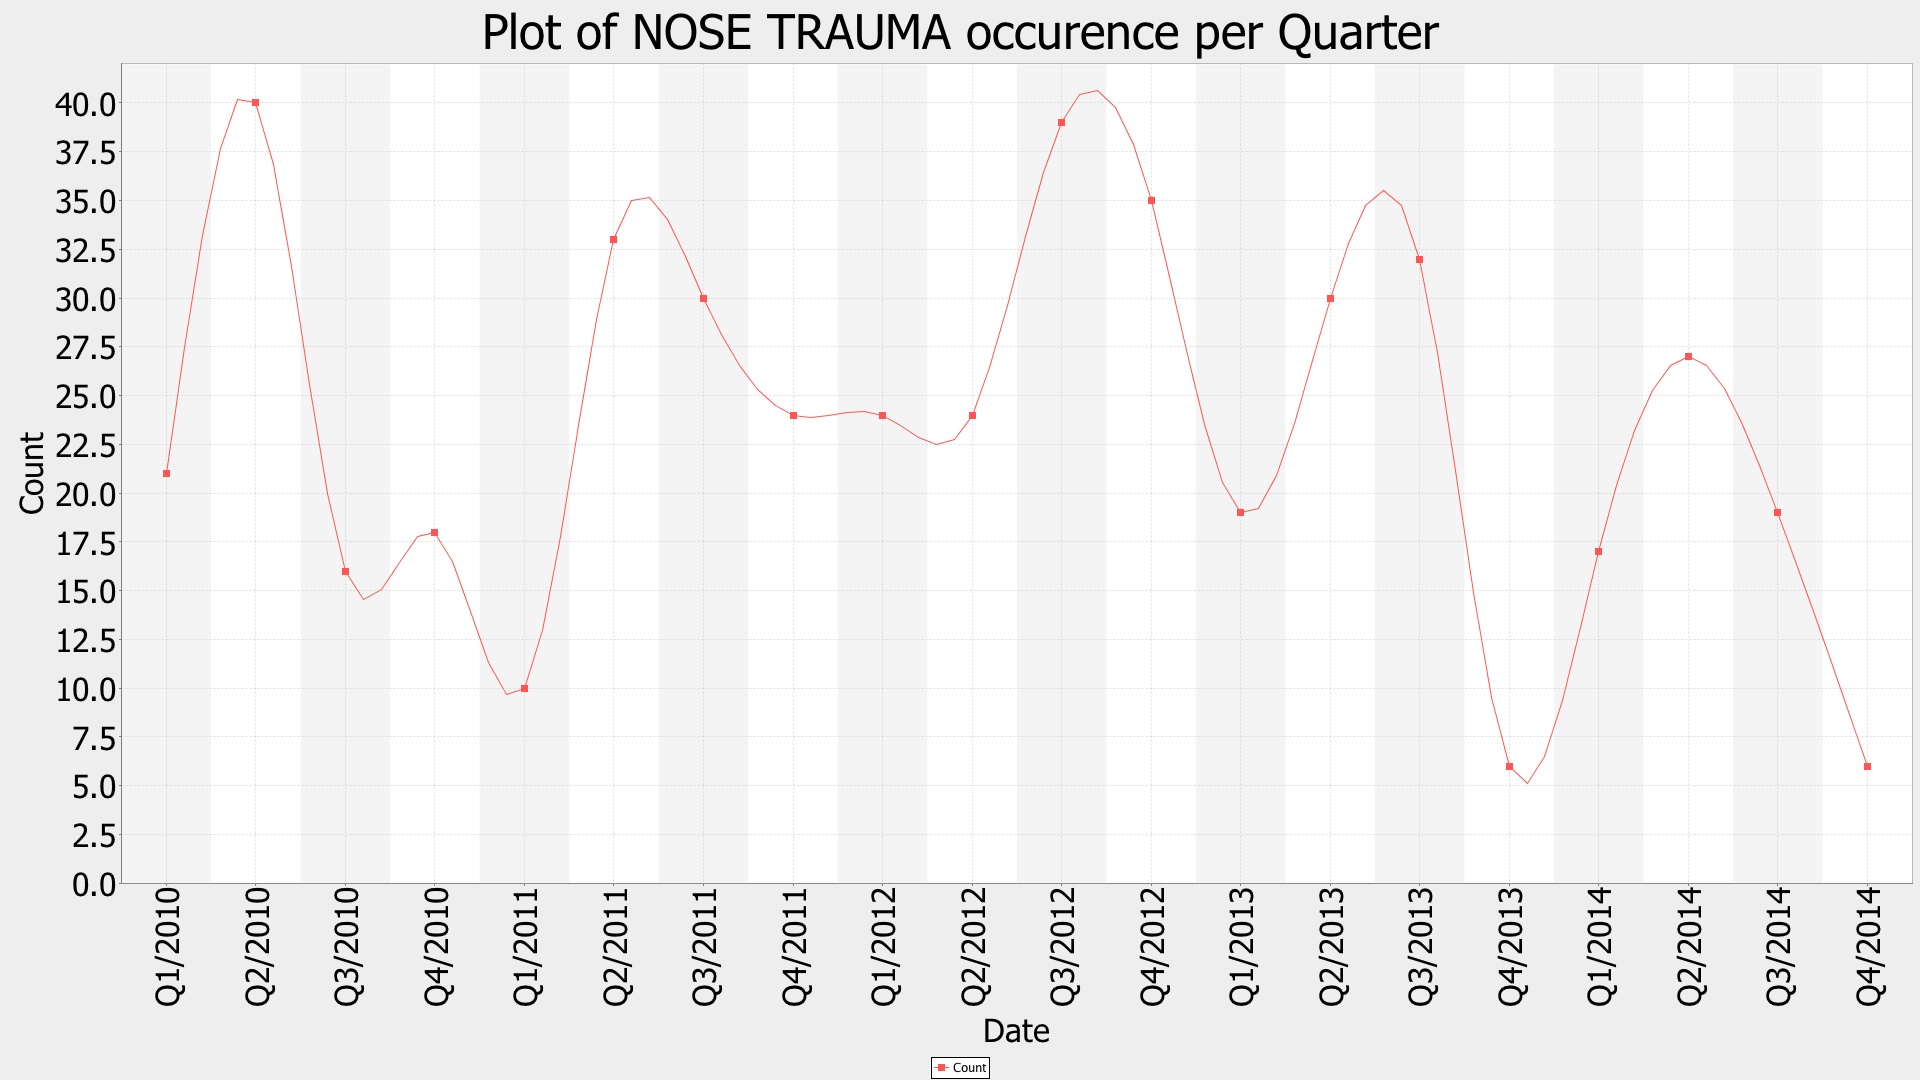 Plot of NOSE TRAUMA occurence per Quarter
40.0
37.5
35.0
32.5
30.0
27.5
25.0
22.5
20.0
17.5
15.0
12.5
10.0
7.5
5.0
2.5
0.0
Count
Q1/2010
Q2/2010
Q3/2010
Q4/2010
Q1/2011
Q2/2011
Q3/2011
Q4/2011
Q1/2012
Q2/2012
Q3/2012
Q4/2012
Q1/2013
Q2/2013
Q3/2013
Q4/2013
Q1/2014
Q2/2014
Q3/2014
Q4/2014
Date
Count